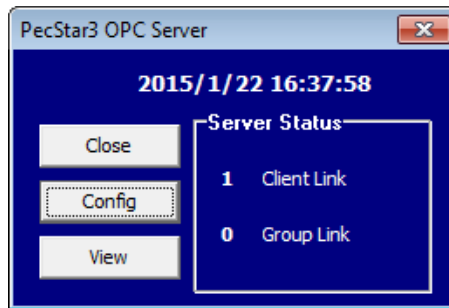 PecStar3 OPC Server
2015/1/22 16:37:58
Close
Config
View
Server Status
1 Client Link
0 Group Link